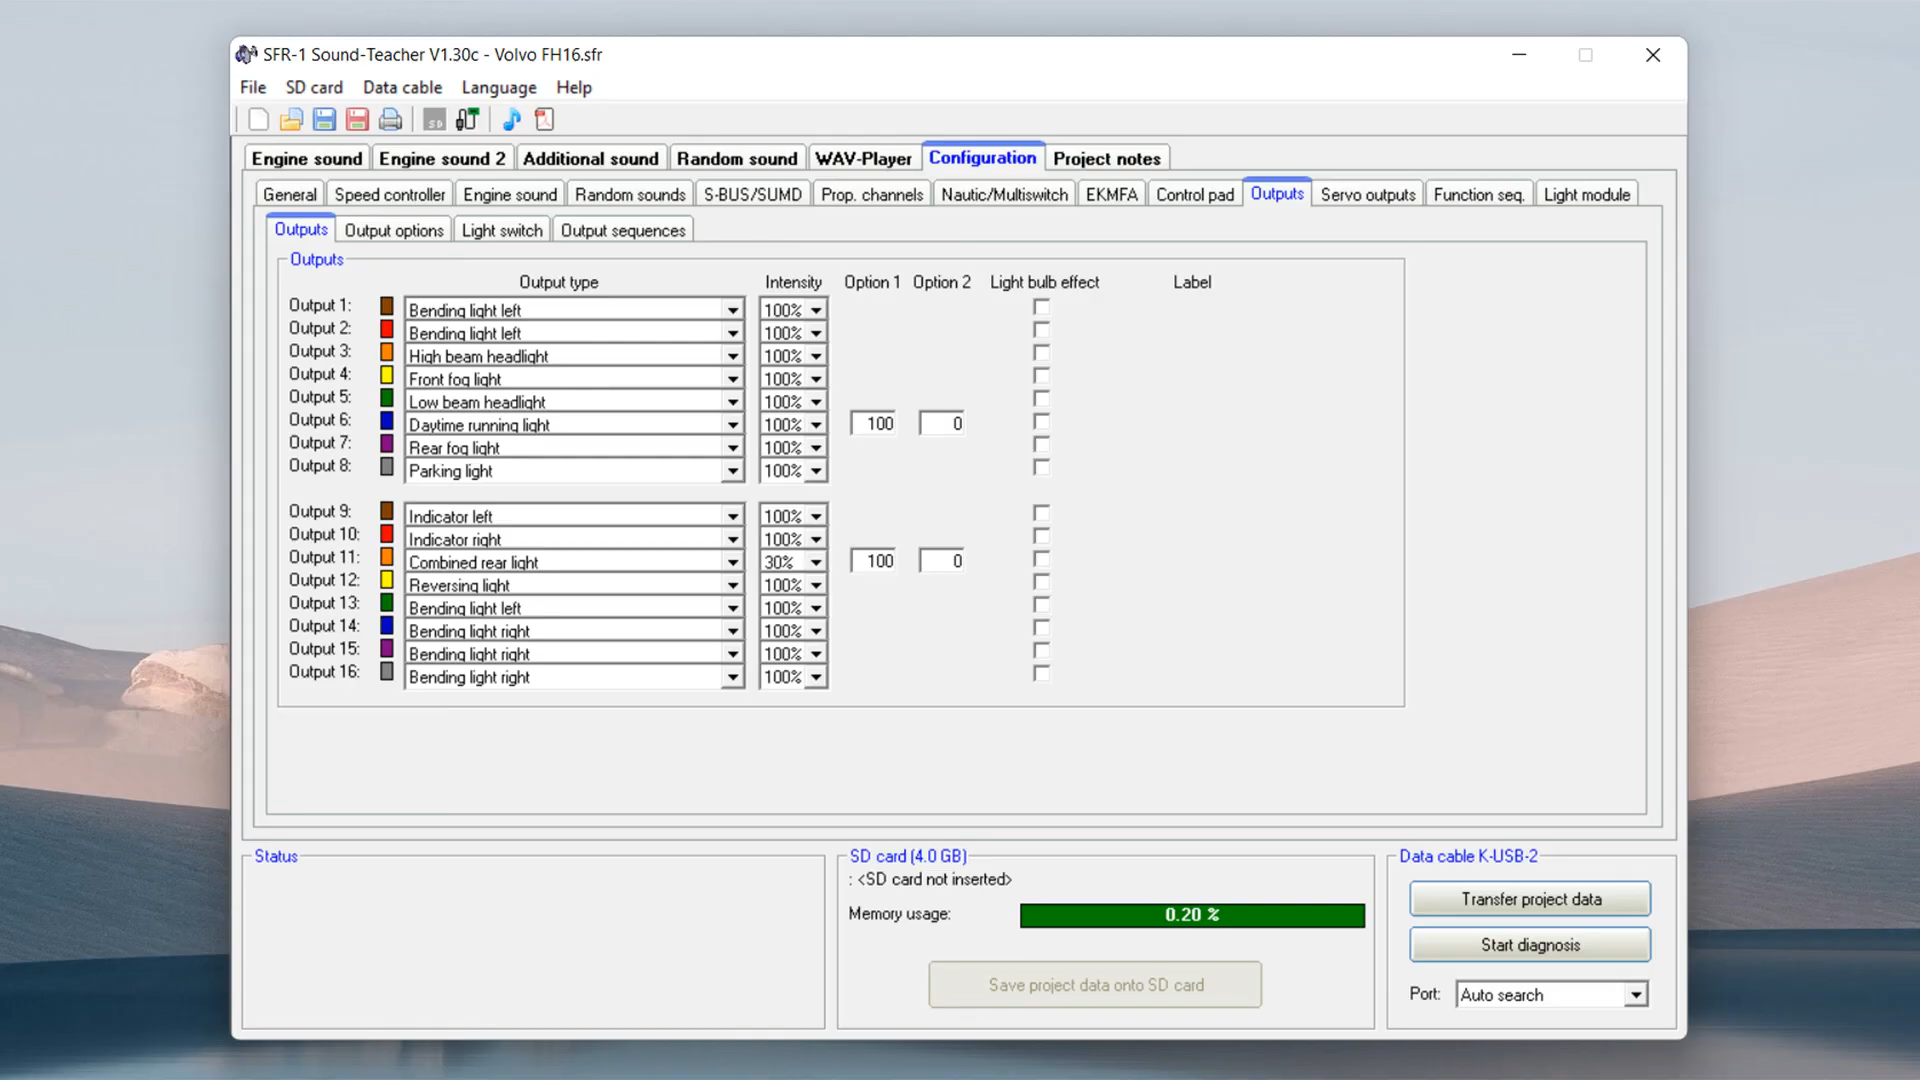 SFR-1 Sound-Teacher V1.30c - Volvo FH16.sfr
File SD card Data cable Language Help
SD
Engine sound Engine sound 2 Additional sound Random sound WAV-Player Configuration Project notes
General Speed controller Engine sound Random sounds S-BUS/SUMD Prop. channels Nautic/Multiswitch EKMFA Control pad Outputs Servo outputs Function seq. Light module
Outputs Output options Light switch Output sequences
Outputs
Output type Intensity Option 1 Option 2 Light bulb effect Label
Output 1: Bending light left 100%
Output 2: Bending light left 100%
Output 3: High beam headlight 100%
Output 4: Front fog light 100%
Output 5: Low beam headlight 100%
Output 6: Daytime running light 100% 100 0
Output 7: Rear fog light 100%
Output 8: Parking light 100%
Output 9: Indicator left 100%
Output 10: Indicator right 100%
Output 11: Combined rear light 30% 100 0
Output 12: Reversing light 100%
Output 13: Bending light left 100%
Output 14: Bending light right 100%
Output 15: Bending light right 100%
Output 16: Bending light right 100%
Status
SD card (4.0 GB)
: <SD card not inserted>
Memory usage: 0.20 %
Save project data onto SD card
Data cable K-USB-2
Transfer project data
Start diagnosis
Port: Auto search